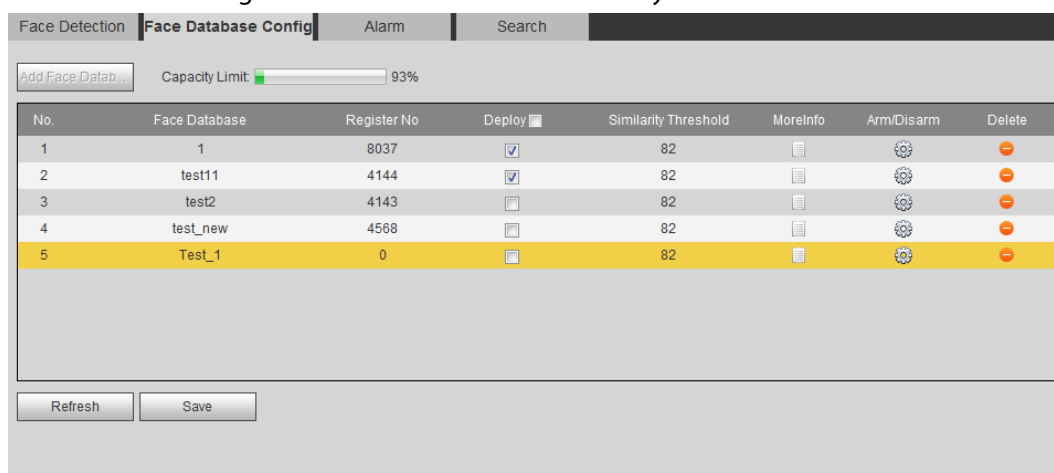 Face Detection Face Database Config Alarm Search
Add Face Datab... Capacity Limit: 93%
No. Face Database Register No Deploy Similarity Threshold MoreInfo Arm/Disarm Delete
1 1 8037 82
2 test11 4144 82
3 test2 4143 82
4 test_new 4568 82
5 Test_1 0 82
Refresh Save